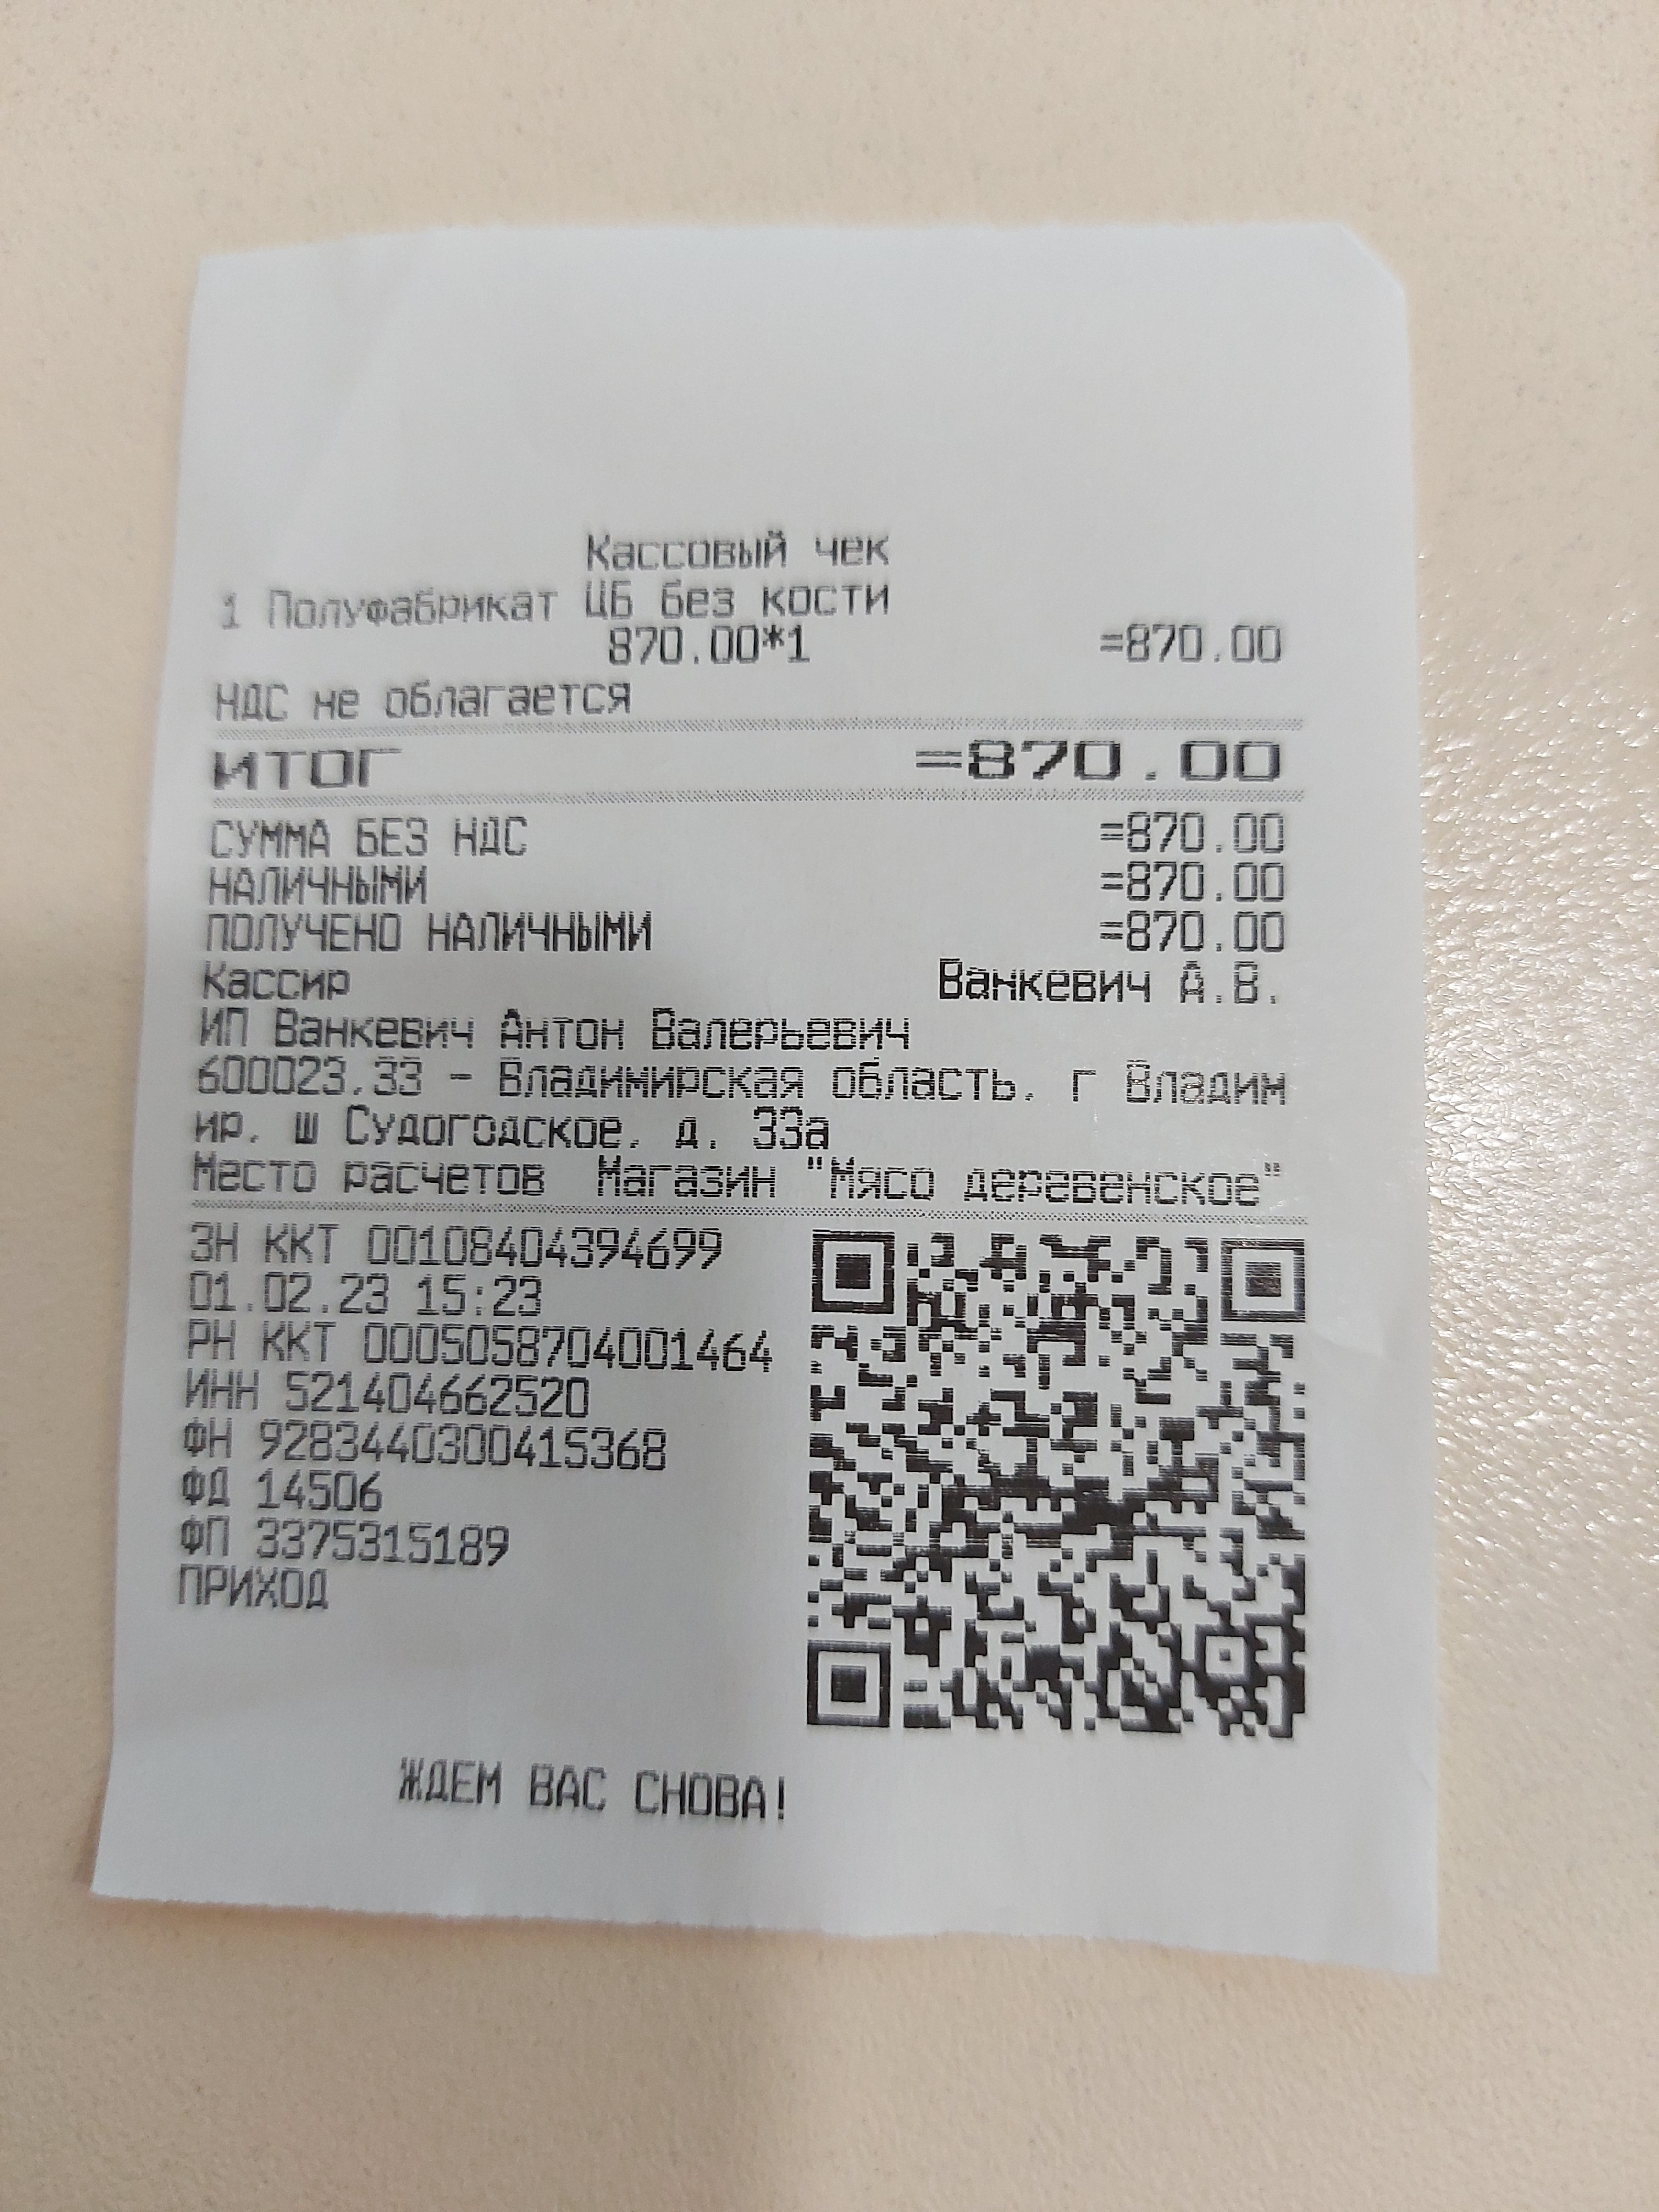 Кассовый чек
1 Полуфабрикат ЦБ без кости
870.00*1 =870.00
НДС не облагается
ИТОГ =870.00
СУММА БЕЗ НДС =870.00
НАЛИЧНЫМИ =870.00
ПОЛУЧЕНО НАЛИЧНЫМИ =870.00
Кассир Ванкевич А.В.
ИП Ванкевич Антон Валерьевич
600023,33 - Владимирская область, г Владим
ир, ш Судогодское, д. 33а
Место расчетов Магазин "Мясо деревенское"
ЗН ККТ 00108404394699
01.02.23 15:23
РН ККТ 0005058704001464
ИНН 521404662520
ФН 9283440300415368
ФД 14506
ФП 3375315189
ПРИХОД
ЖДЕМ ВАС СНОВА!